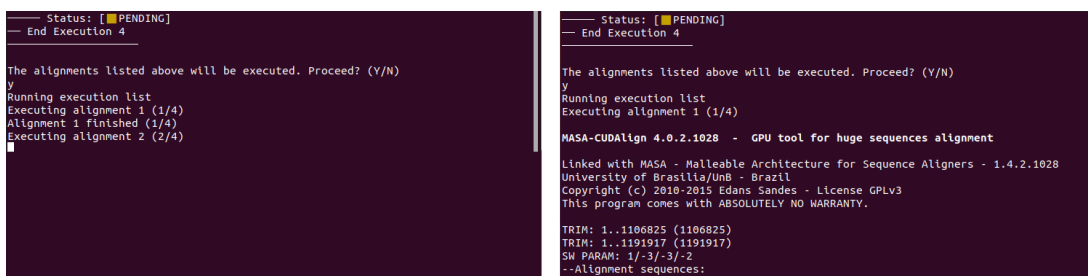 —— Status: [PENDING]
— End Execution 4
The alignments listed above will be executed. Proceed? (Y/N)
y
Running execution list
Executing alignment 1 (1/4)
Alignment 1 finished (1/4)
Executing alignment 2 (2/4)
—— Status: [PENDING]
— End Execution 4
The alignments listed above will be executed. Proceed? (Y/N)
y
Running execution list
Executing alignment 1 (1/4)
MASA-CUDAlign 4.0.2.1028  -  GPU tool for huge sequences alignment
Linked with MASA - Malleable Architecture for Sequence Aligners - 1.4.2.1028
University of Brasilia/UnB - Brazil
Copyright (c) 2010-2015 Edans Sandes - License GPLv3
This program comes with ABSOLUTELY NO WARRANTY.
TRIM: 1..1106825 (1106825)
TRIM: 1..1191917 (1191917)
SW PARAM: 1/-3/-3/-2
--Alignment sequences: